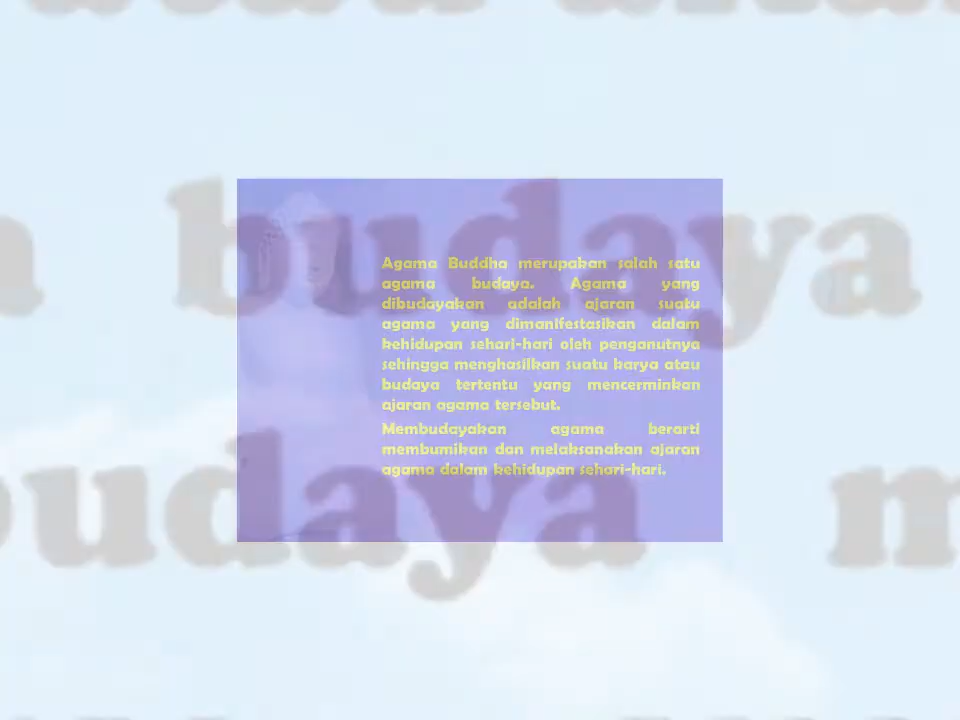 budaya
Agama Buddha merupakan salah satu
agama budaya. Agama yang
dibudayakan adalah ajaran suatu
agama yang dimanifestasikan dalam
kehidupan sehari-hari oleh penganutnya
sehingga menghasilkan suatu karya atau
budaya tertentu yang mencerminkan
ajaran agama tersebut.
Membudayakan agama berarti
membumikan dan melaksanakan ajaran
agama dalam kehidupan sehari-hari.
budaya m